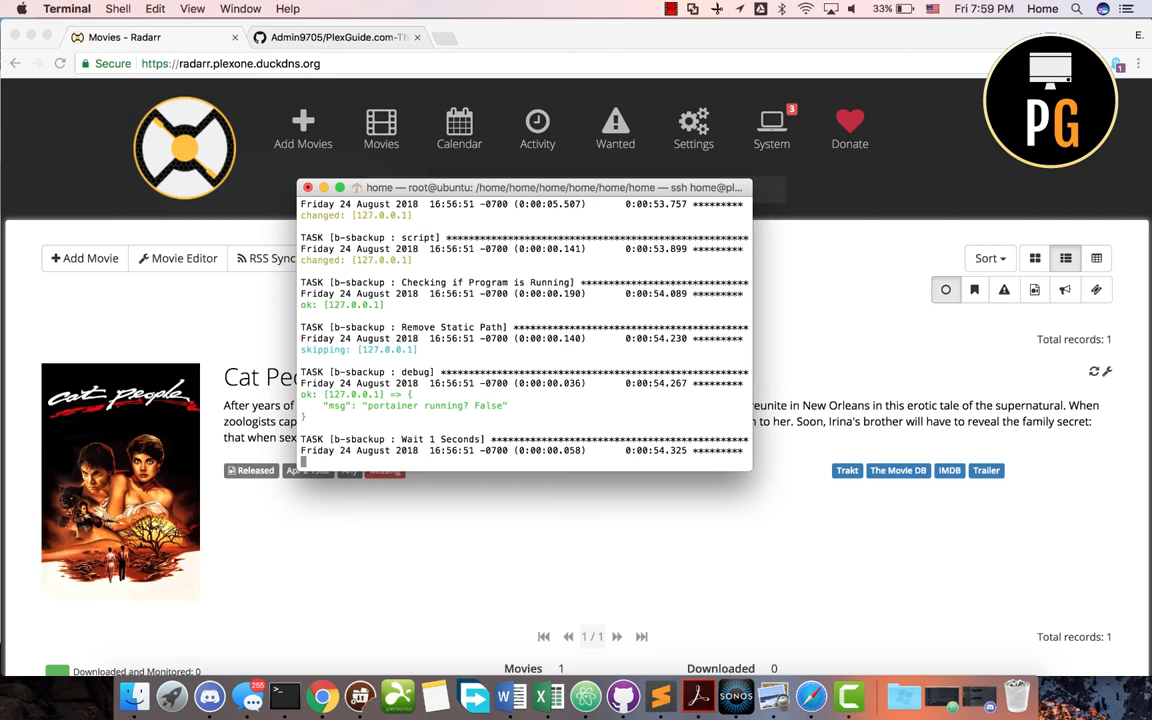 Terminal Shell Edit View Window Help 33% Fri 7:59 PM Home
Movies - Radarr Admin9705/PlexGuide.com-Th E.
Secure https://radarr.plexone.duckdns.org 1
PG
3
Add Movies Movies Calendar Activity Wanted Settings System Donate
home — root@ubuntu: /home/home/home/home/home/home — ssh home@pl...
Friday 24 August 2018 16:56:51 -0700 (0:00:05.507) 0:00:53.757 *********
changed: [127.0.0.1]
TASK [b-sbackup : script] ***********************************************
Friday 24 August 2018 16:56:51 -0700 (0:00:00.141) 0:00:53.899 *********
changed: [127.0.0.1]
TASK [b-sbackup : Checking if Program is Running] **************************
Friday 24 August 2018 16:56:51 -0700 (0:00:00.190) 0:00:54.089 *********
ok: [127.0.0.1]
TASK [b-sbackup : Remove Static Path] ************************************
Friday 24 August 2018 16:56:51 -0700 (0:00:00.140) 0:00:54.230 *********
skipping: [127.0.0.1]
TASK [b-sbackup : debug] ************************************************
Friday 24 August 2018 16:56:51 -0700 (0:00:00.036) 0:00:54.267 *********
ok: [127.0.0.1] => {
"msg": "portainer running? False"
}
TASK [b-sbackup : Wait 1 Seconds] ****************************************
Friday 24 August 2018 16:56:51 -0700 (0:00:00.058) 0:00:54.325 *********
Add Movie Movie Editor RSS Sync Sort
Total records: 1
cat people
Cat Pe
After years of eunite in New Orleans in this erotic tale of the supernatural. When
zoologists cap n to her. Soon, Irina's brother will have to reveal the family secret:
that when sex
Released Trakt The Movie DB IMDB Trailer
1 / 1 Total records: 1
Downloaded and Monitored: 0 Movies 1 Downloaded 0
255
SONOS